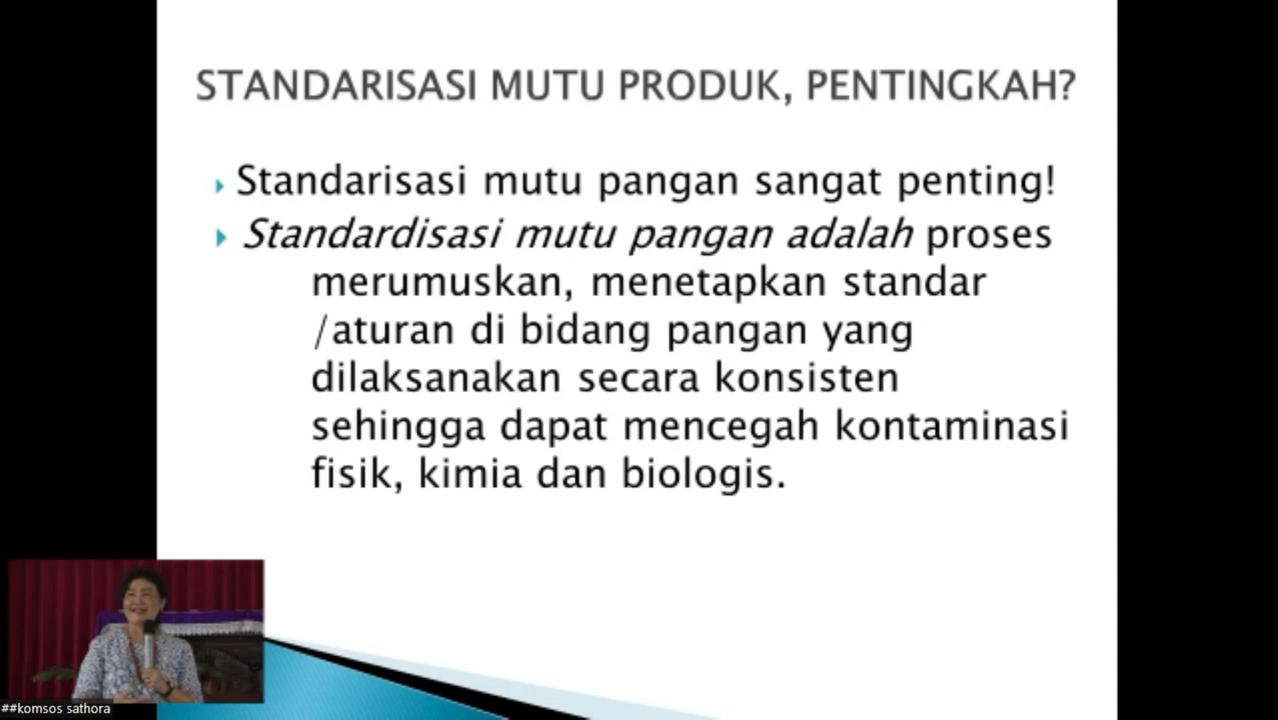 STANDARISASI MUTU PRODUK, PENTINGKAH?
Standarisasi mutu pangan sangat penting!
Standardisasi mutu pangan adalah proses
merumuskan, menetapkan standar
/aturan di bidang pangan yang
dilaksanakan secara konsisten
sehingga dapat mencegah kontaminasi
fisik, kimia dan biologis.
##komsos sathora